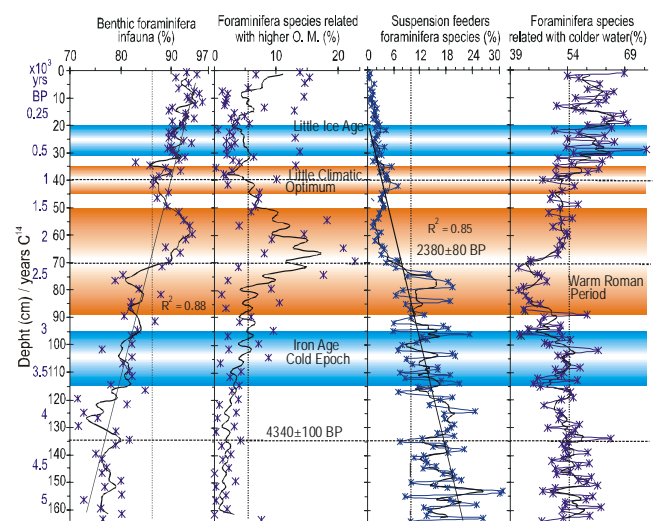 Benthic foraminifera
infauna (%)
Foraminifera species related
with higher O. M. (%)
Suspension feeders
foraminifera species (%)
Foraminifera species
related with colder water(%)
70 80 90 97
0 10 20
0 10 20 30
39 54 69
x10³
yrs
BP
0.25
0.5
1
1.5
2
2.5
3
3.5
4
4.5
5
Depht (cm) / years C¹⁴
0
10
20
30
40
50
60
70
80
90
100
110
120
130
140
150
160
Little Ice Age
Little Climatic
Optimum
R² = 0.85
2380±80 BP
Warm Roman
Period
R² = 0.88
Iron Age
Cold Epoch
4340±100 BP